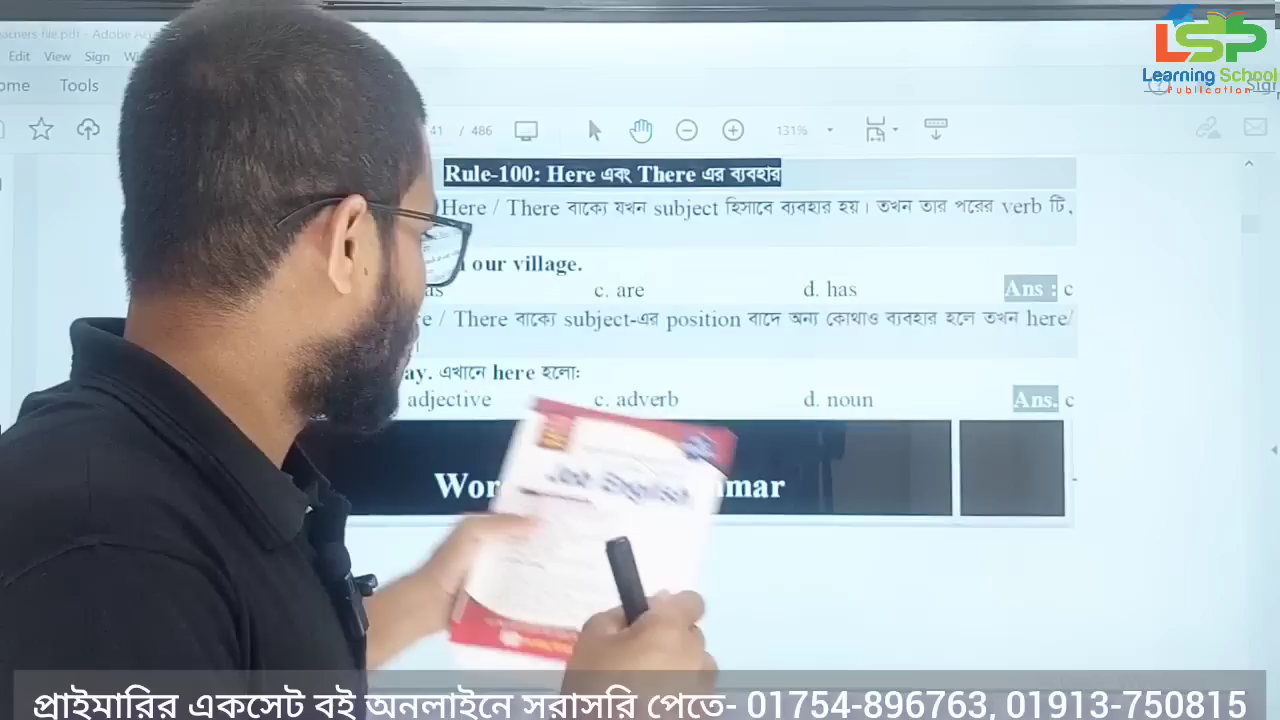 LSP
Learning School
Publication
Edit View Sign
Tools
41 / 486
131%
Rule-100: Here এবং There এর ব্যবহার
Here / There বাক্যে যখন subject হিসাবে ব্যবহার হয়। তখন তার পরের verb টি,
our village.
c. are d. has Ans : c
/ There বাক্যে subject-এর position বাদে অন্য কোথাও ব্যবহার হলে তখন here/
এখানে here হলো:
adjective c. adverb d. noun Ans. c
Job English
প্রাইমারির একসেট বই অনলাইনে সরাসরি পেতে- 01754-896763, 01913-750815